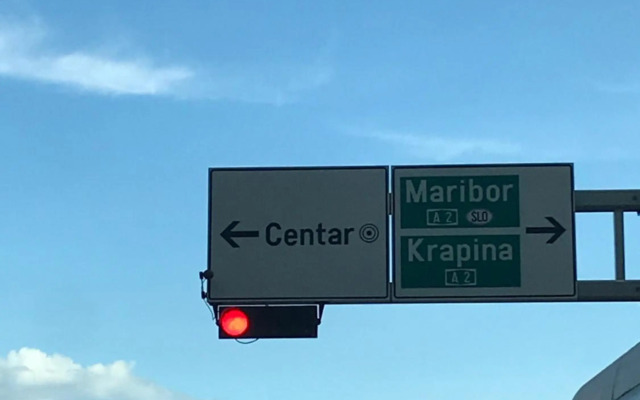 Centar
Maribor
A 2 SLO
Krapina
A 2